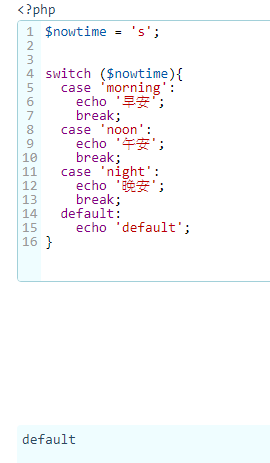 <?php
1 $nowtime = 's';
2
3
4 switch ($nowtime){
5   case 'morning':
6     echo '早安';
7     break;
8   case 'noon':
9     echo '午安';
10     break;
11   case 'night':
12     echo '晚安';
13     break;
14   default:
15     echo 'default';
16 }
default